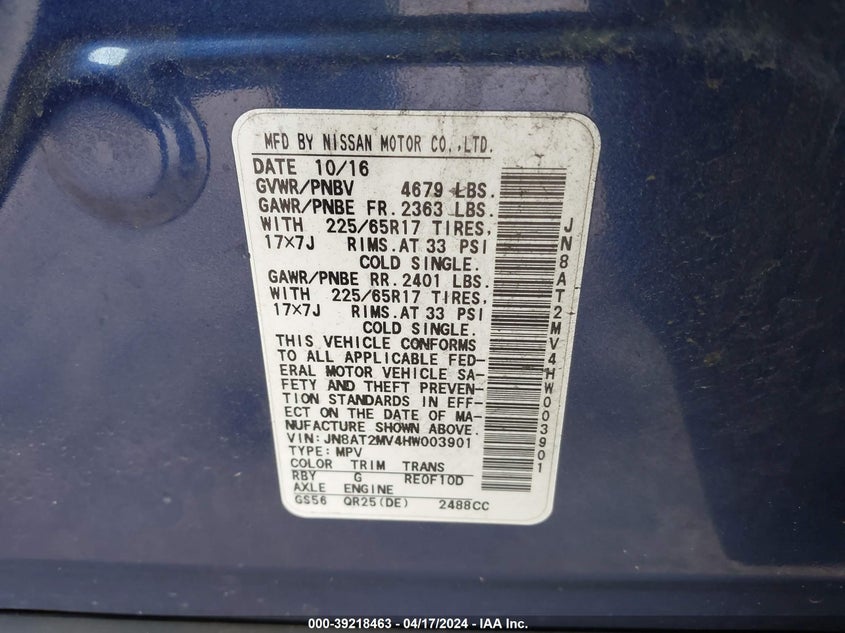 MFD BY NISSAN MOTOR CO.,LTD.
DATE 10/16
GVWR/PNBV 4679 LBS.
GAWR/PNBE FR. 2363 LBS.
WITH 225/65R17 TIRES,
17×7J RIMS.AT 33 PSI
COLD SINGLE.
GAWR/PNBE RR. 2401 LBS.
WITH 225/65R17 TIRES,
17×7J RIMS.AT 33 PSI
COLD SINGLE.
THIS VEHICLE CONFORMS
TO ALL APPLICABLE FED-
ERAL MOTOR VEHICLE SA-
FETY AND THEFT PREVEN-
TION STANDARDS IN EFF-
ECT ON THE DATE OF MA-
NUFACTURE SHOWN ABOVE.
VIN:JN8AT2MV4HW003901
TYPE:MPV
COLOR TRIM TRANS
RBY G RE0F10D
AXLE ENGINE
GS56 QR25(DE) 2488CC
JN8AT2MV4HW003901
000-39218463 - 04/17/2024 - IAA Inc.